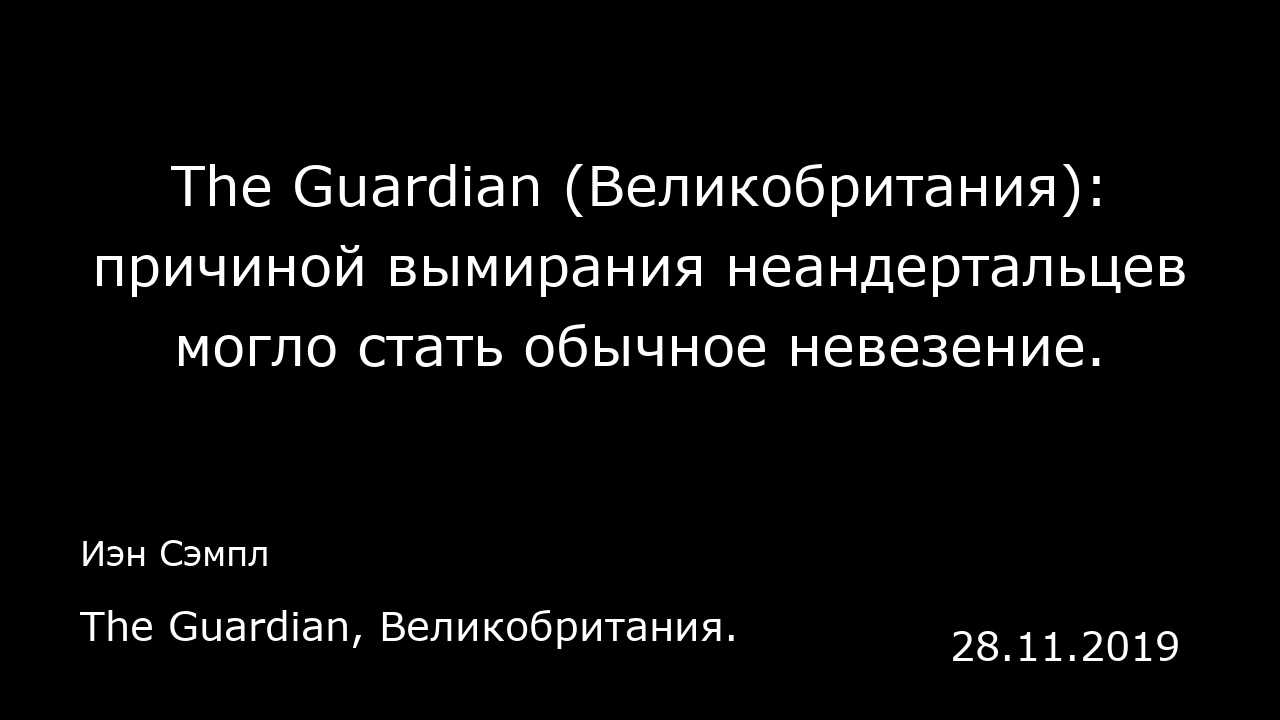 The Guardian (Великобритания):
причиной вымирания неандертальцев
могло стать обычное невезение.
Иэн Сэмпл
The Guardian, Великобритания.
28.11.2019